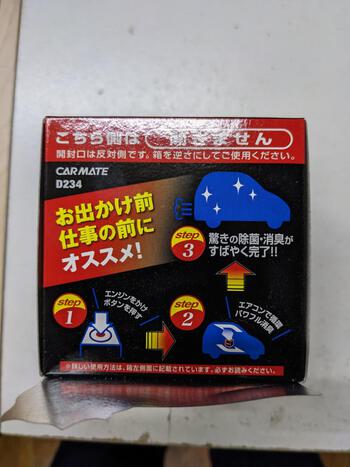 こちら側は 開きません
開封口は反対側です。箱を逆さにしてご使用ください。
CARMATE
D234
お出かけ前
仕事の前に
オススメ!
step
3
驚きの除菌・消臭が
すばやく完了!!
step
1
エンジンをかけ
ボタンを押す
step
2
エアコンで循環
パワフル消臭
※詳しい使用方法は、箱左側面に記載されています。必ずお読みください。